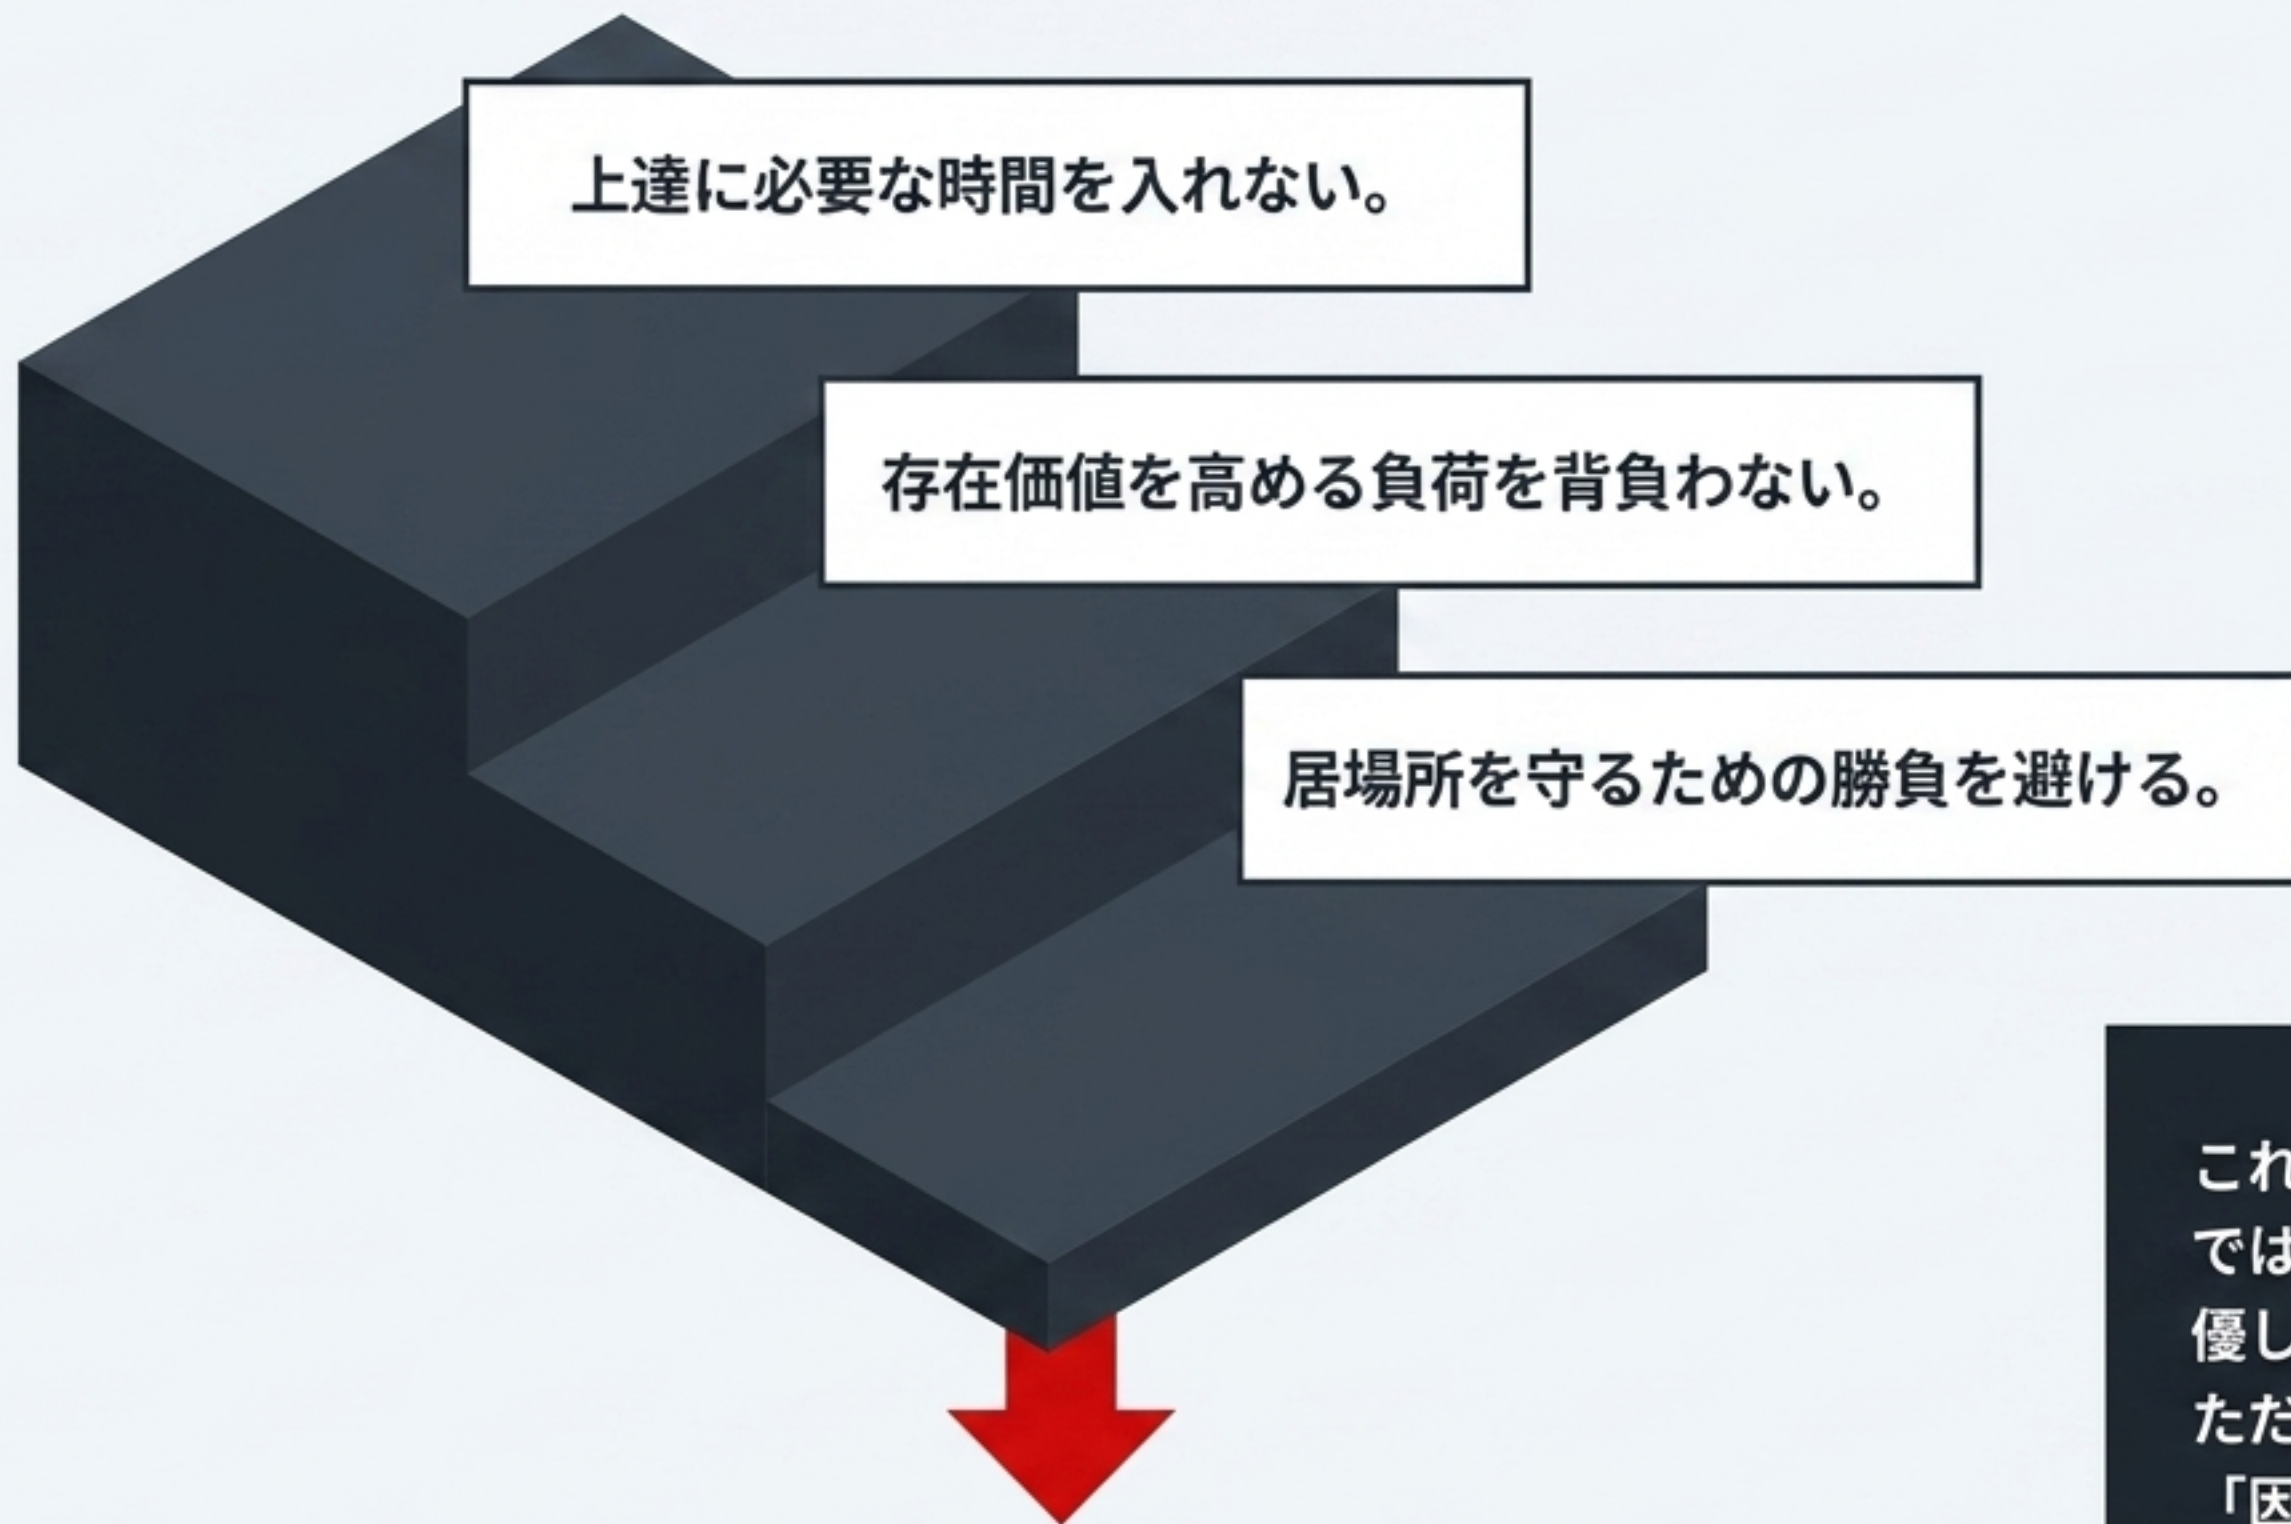 上達に必要な時間を入れない。
存在価値を高める負荷を背負わない。
居場所を守るための勝負を避ける。
これ
では
優し
ただ
「因